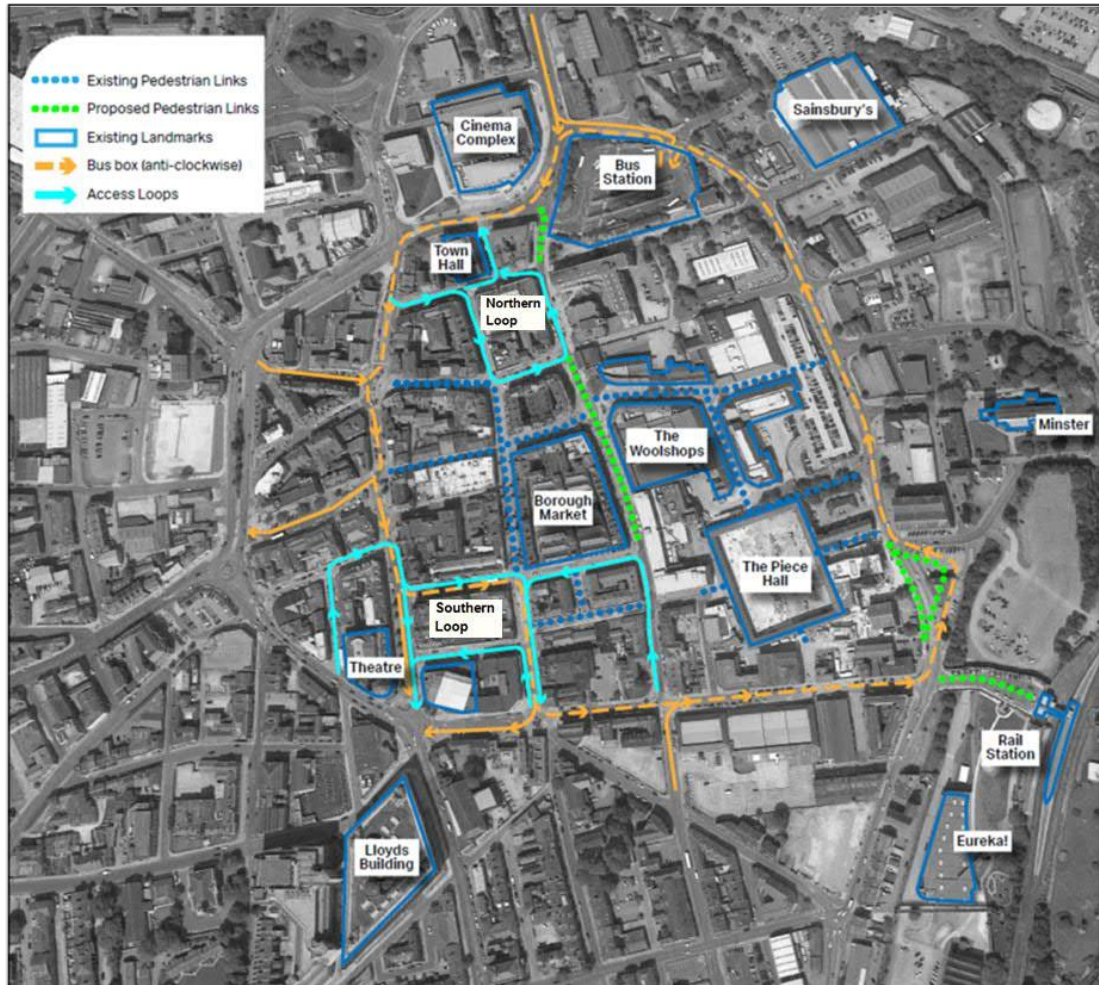 Existing Pedestrian Links
Proposed Pedestrian Links
Existing Landmarks
Bus box (anti-clockwise)
Access Loops
Cinema
Complex
Sainsbury's
Bus
Station
Town
Hall
Northern
Loop
The
Woolshops
Minster
Borough
Market
The Piece
Hall
Southern
Loop
Theatre
Rail
Station
Lloyds
Building
Eureka!